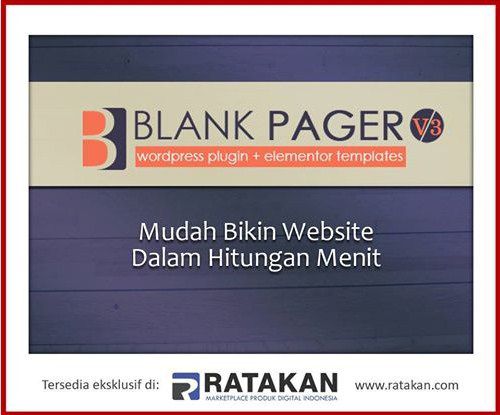 BLANK PAGER V/3
wordpress plugin + elementor templates
Mudah Bikin Website
Dalam Hitungan Menit
Tersedia eksklusif di: RATAKAN www.ratakan.com
MARKETPLACE PRODUK DIGITAL INDONESIA